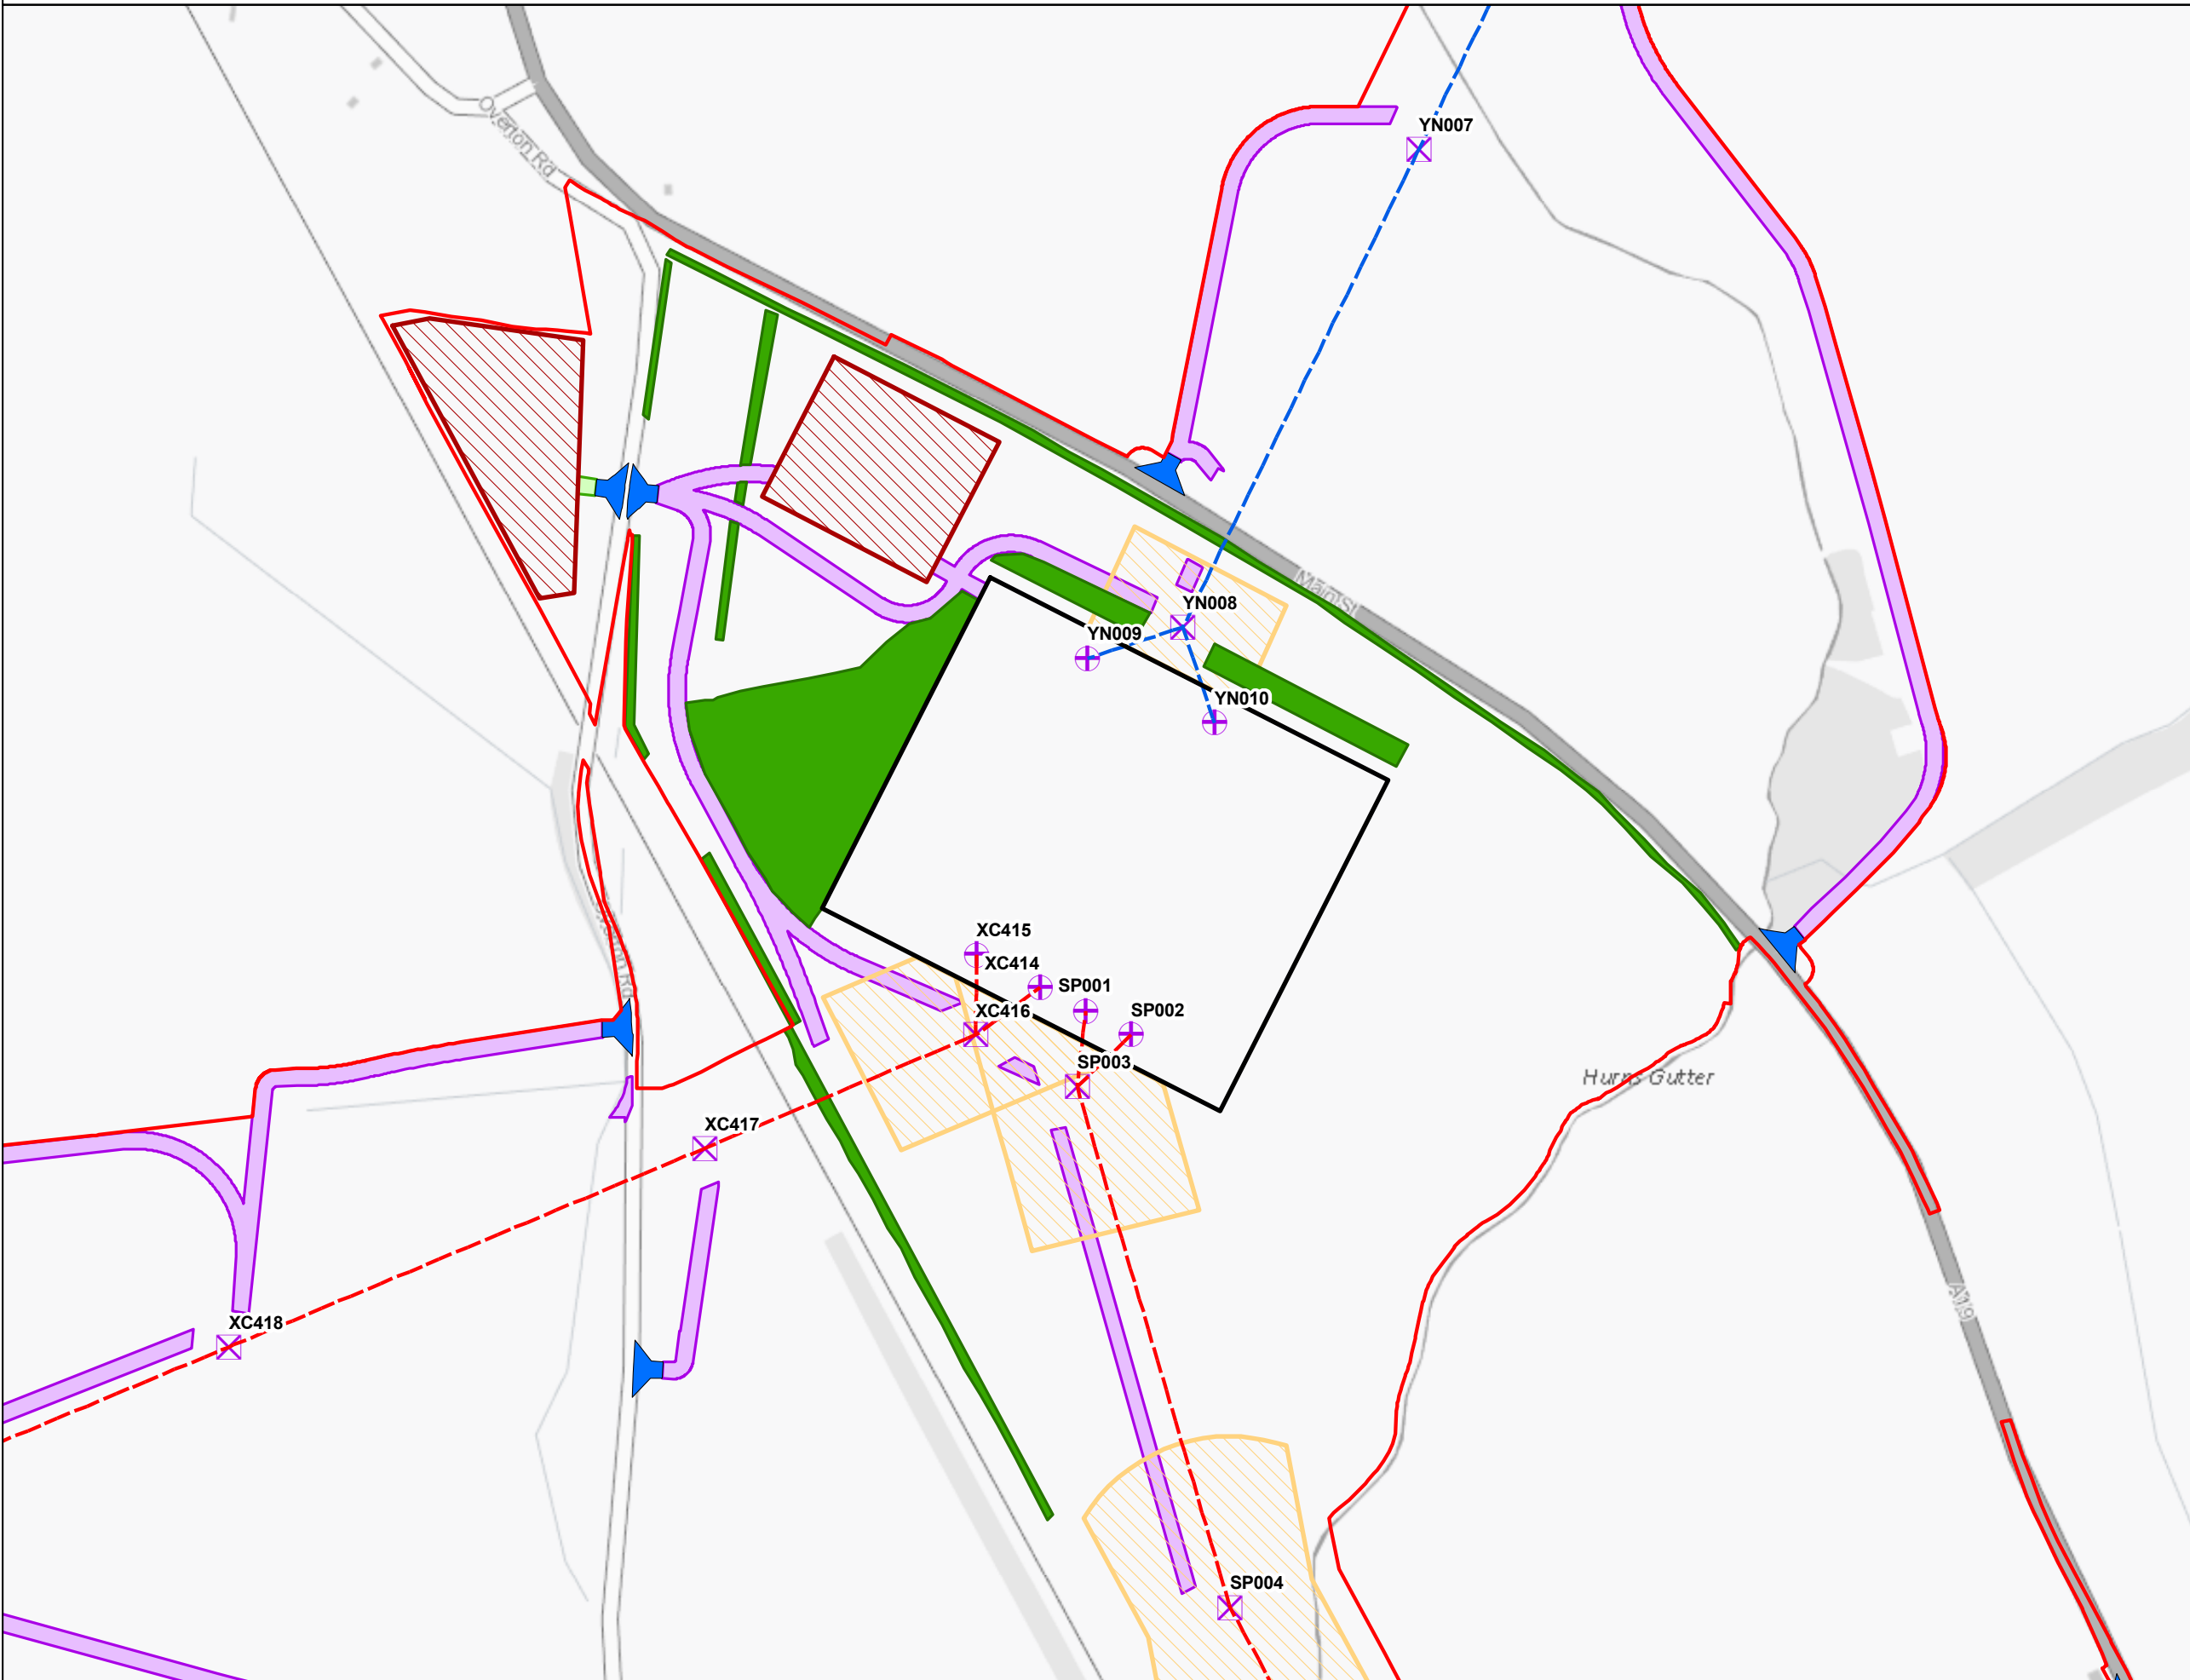 Overton Rd
YN007
Main St
YN008
YN009
YN010
XC415
XC414
SP001
XC416
SP002
SP003
Hurns Gutter
XC417
A19
XC418
SP004